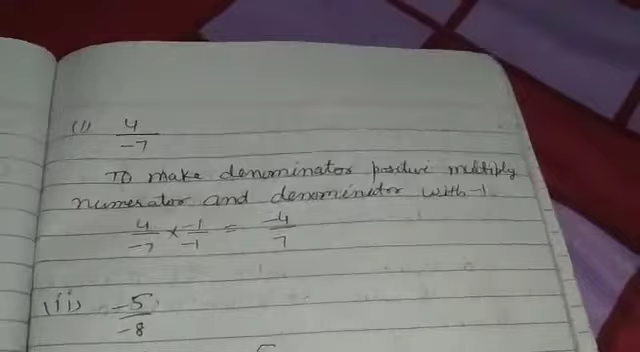 (i) 4/-7
To make denominator positive multiply
numerator and denominator with -1
4/-7 × -1/-1 = -4/7
(ii) -5/-8